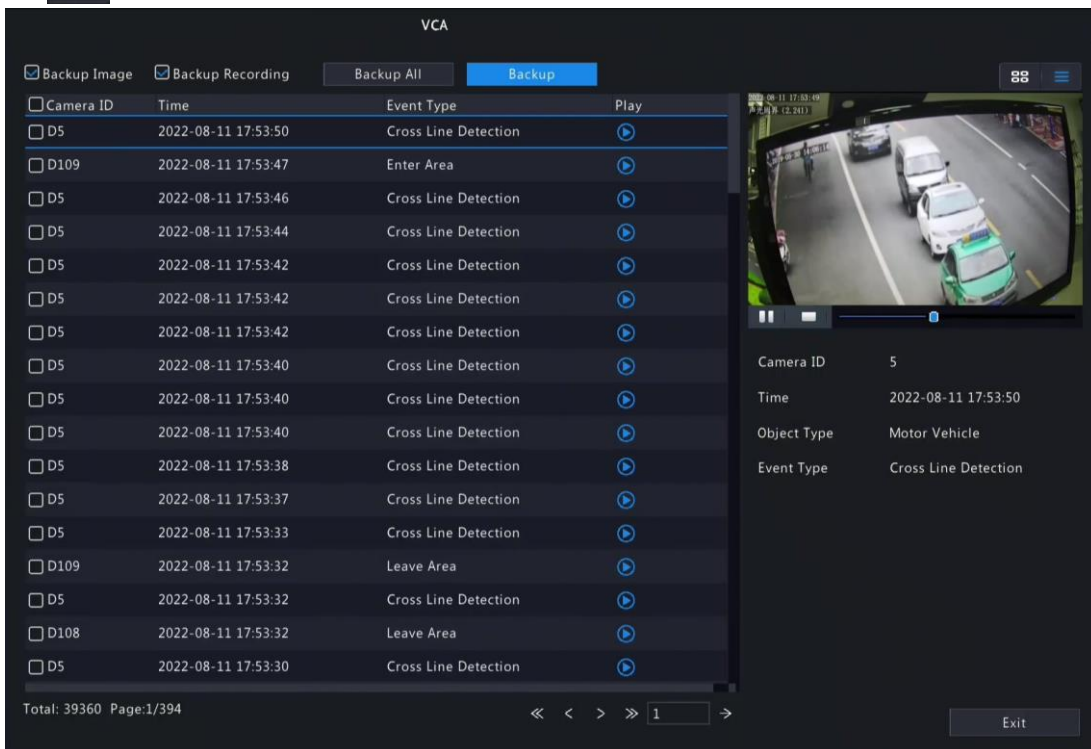 VCA
Backup Image Backup Recording Backup All Backup
Camera ID Time Event Type Play
D5 2022-08-11 17:53:50 Cross Line Detection
D109 2022-08-11 17:53:47 Enter Area
D5 2022-08-11 17:53:46 Cross Line Detection
D5 2022-08-11 17:53:44 Cross Line Detection
D5 2022-08-11 17:53:42 Cross Line Detection
D5 2022-08-11 17:53:42 Cross Line Detection
D5 2022-08-11 17:53:42 Cross Line Detection
D5 2022-08-11 17:53:40 Cross Line Detection
D5 2022-08-11 17:53:40 Cross Line Detection
D5 2022-08-11 17:53:40 Cross Line Detection
D5 2022-08-11 17:53:38 Cross Line Detection
D5 2022-08-11 17:53:37 Cross Line Detection
D5 2022-08-11 17:53:33 Cross Line Detection
D109 2022-08-11 17:53:32 Leave Area
D5 2022-08-11 17:53:32 Cross Line Detection
D108 2022-08-11 17:53:32 Leave Area
D5 2022-08-11 17:53:30 Cross Line Detection
Total: 39360 Page:1/394
1
2022-08-11 17:53:49
(2.241)
Camera ID 5
Time 2022-08-11 17:53:50
Object Type Motor Vehicle
Event Type Cross Line Detection
Exit